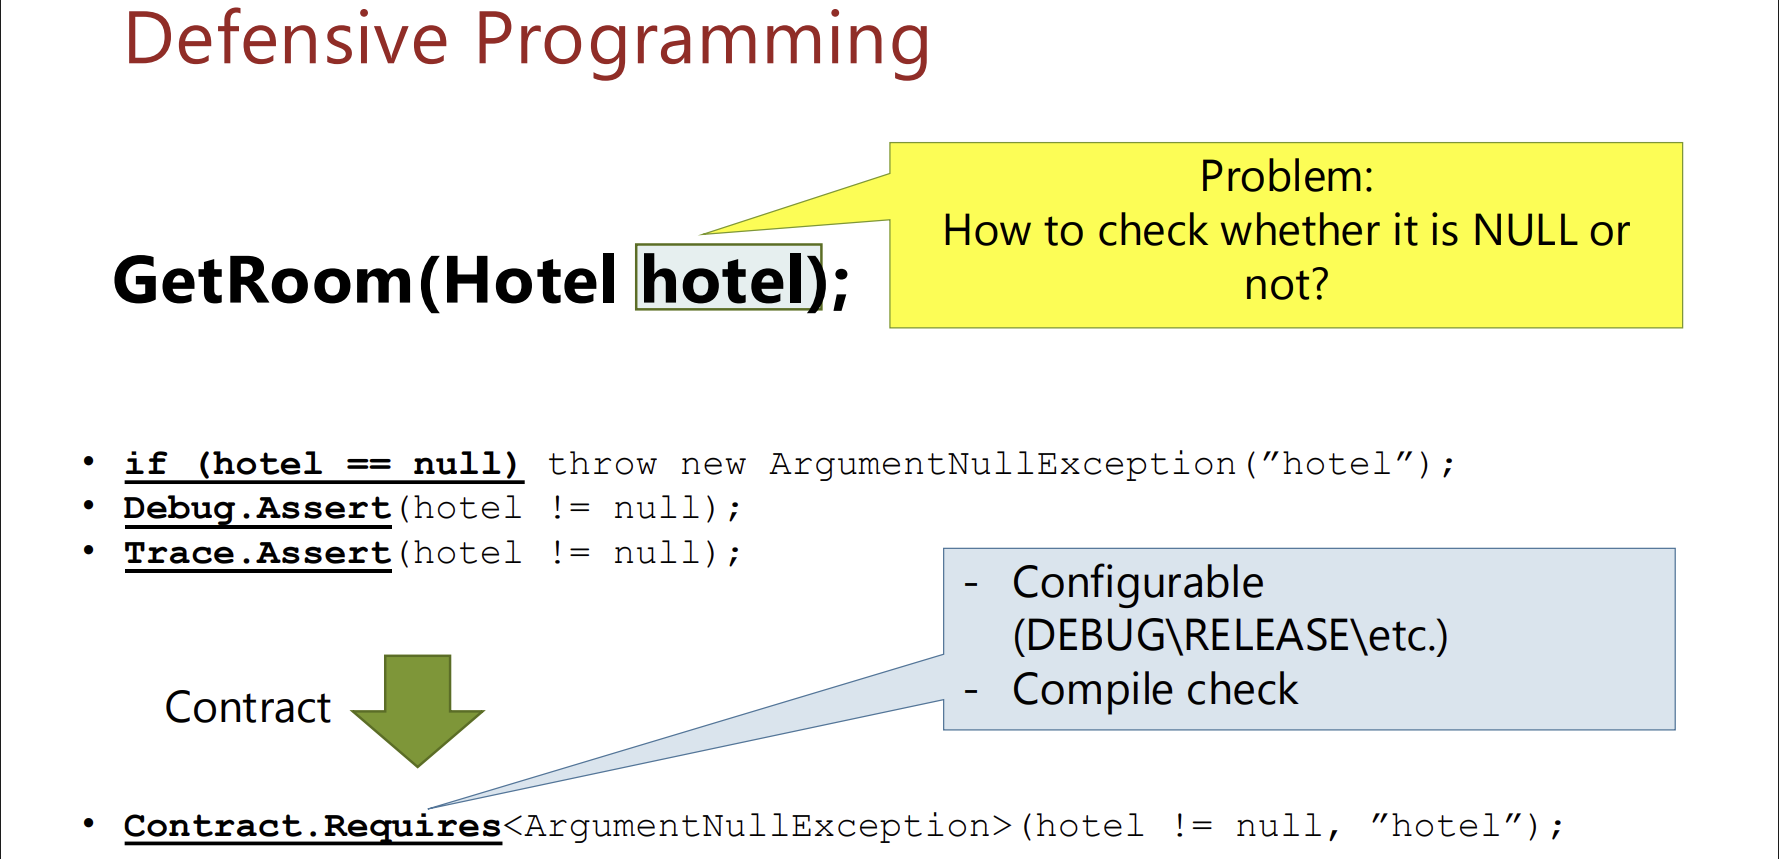 Defensive Programming
Problem:
How to check whether it is NULL or
not?
GetRoom(Hotel hotel);
• if (hotel == null) throw new ArgumentNullException(”hotel”);
• Debug.Assert(hotel != null);
• Trace.Assert(hotel != null);
- Configurable
(DEBUG\RELEASE\etc.)
- Compile check
Contract
• Contract.Requires<ArgumentNullException>(hotel != null, ”hotel”);